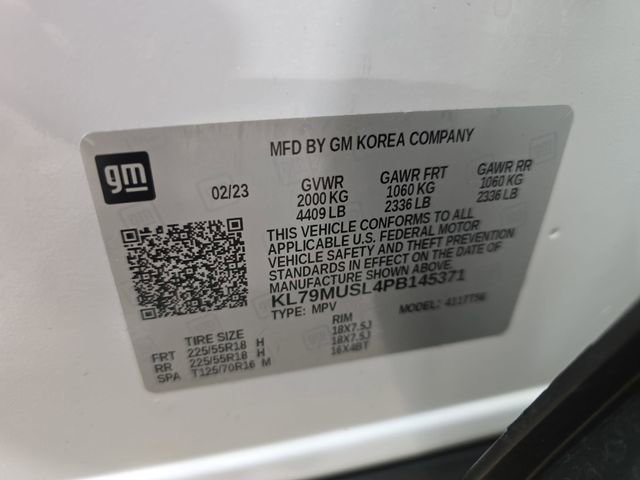 MFD BY GM KOREA COMPANY
gm
02/23
GVWR
2000 KG
4409 LB
GAWR FRT
1060 KG
2336 LB
GAWR RR
1060 KG
2336 LB
THIS VEHICLE CONFORMS TO ALL
APPLICABLE U.S. FEDERAL MOTOR
VEHICLE SAFETY AND THEFT PREVENTION
STANDARDS IN EFFECT ON THE DATE OF
MANUFACTURE SHOWN ABOVE.
KL79MUSL4PB145371
TYPE: MPV
MODEL: 4117T56
TIRE SIZE RIM
FRT 225/55R18 H 18X7.5J
RR 225/55R18 H 18X7.5J
SPA T125/70R16 M 16X4BT